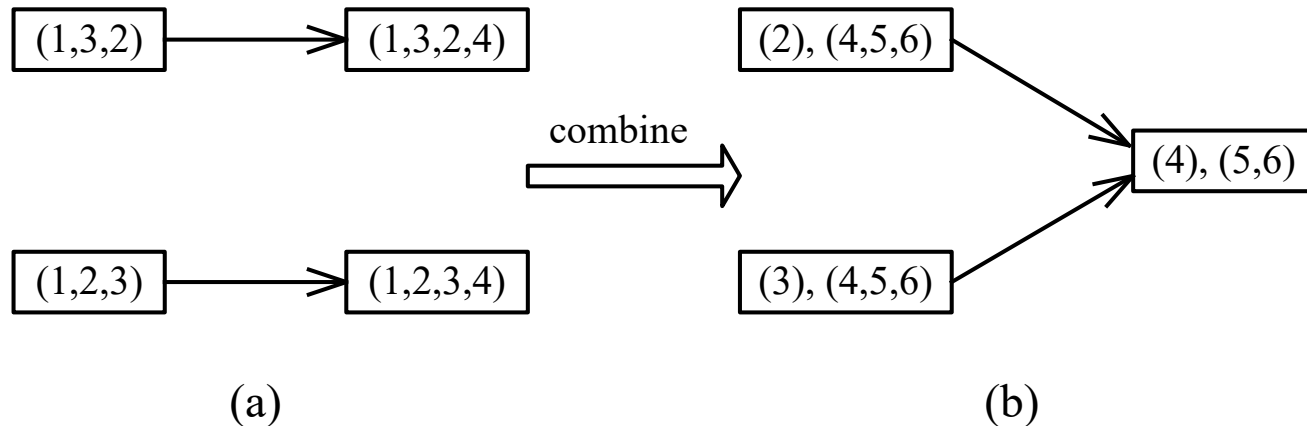 (1,3,2) (1,3,2,4) (2), (4,5,6)
combine
(4), (5,6)
(1,2,3) (1,2,3,4) (3), (4,5,6)
(a) (b)